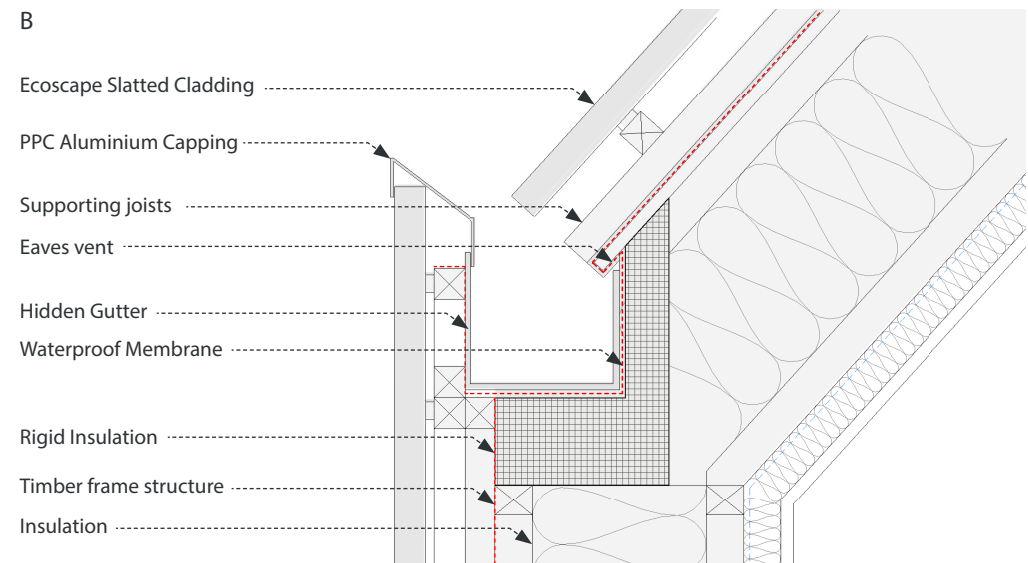 B
Ecoscape Slatted Cladding
PPC Aluminium Capping
Supporting joists
Eaves vent
Hidden Gutter
Waterproof Membrane
Rigid Insulation
Timber frame structure
Insulation